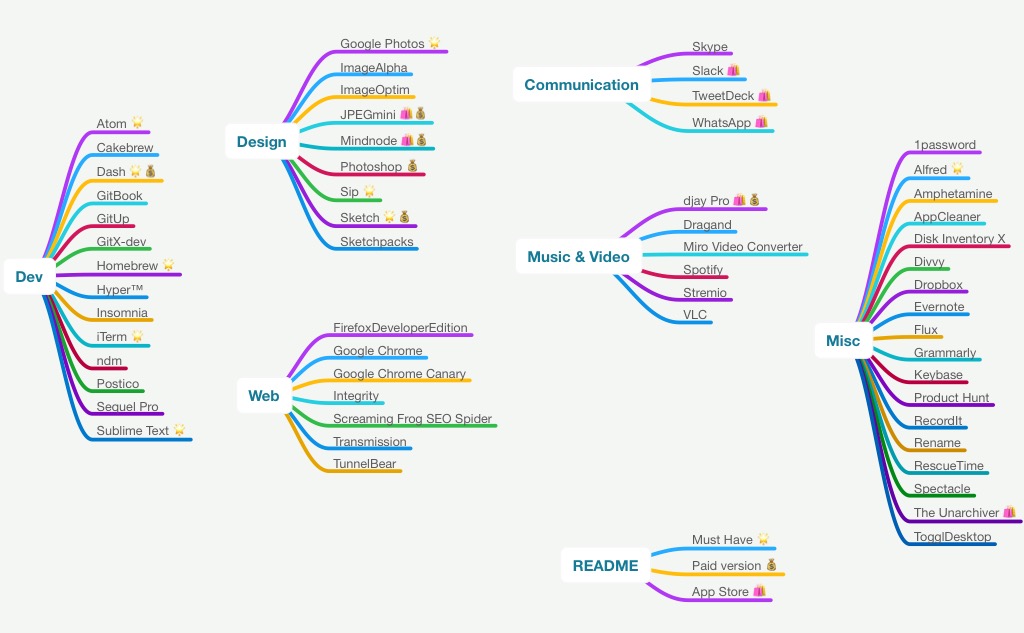 Dev
Atom 🌟
Cakebrew
Dash 🌟 💰
GitBook
GitUp
GitX-dev
Homebrew 🌟
Hyper™
Insomnia
iTerm 🌟
ndm
Postico
Sequel Pro
Sublime Text 🌟
Design
Google Photos 🌟
ImageAlpha
ImageOptim
JPEGmini 🛍 💰
Mindnode 🛍 💰
Photoshop 💰
Sip 🌟
Sketch 🌟 💰
Sketchpacks
Web
FirefoxDeveloperEdition
Google Chrome
Google Chrome Canary
Integrity
Screaming Frog SEO Spider
Transmission
TunnelBear
Communication
Skype
Slack 🛍
TweetDeck 🛍
WhatsApp 🛍
Music & Video
djay Pro 🛍 💰
Dragand
Miro Video Converter
Spotify
Stremio
VLC
README
Must Have 🌟
Paid version 💰
App Store 🛍
Misc
1password
Alfred 🌟
Amphetamine
AppCleaner
Disk Inventory X
Divvy
Dropbox
Evernote
Flux
Grammarly
Keybase
Product Hunt
RecordIt
Rename
RescueTime
Spectacle
The Unarchiver 🛍
TogglDesktop